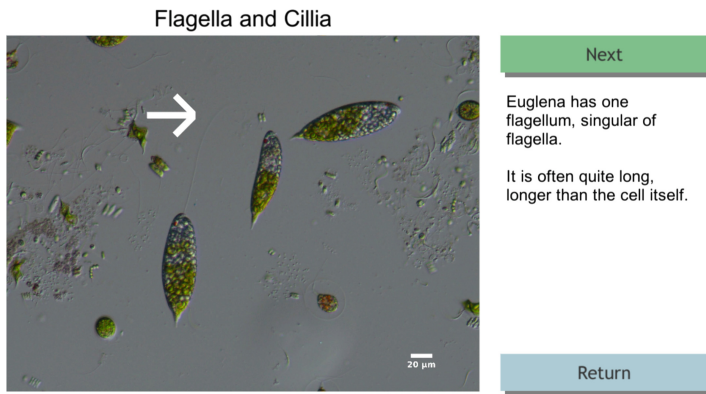 Flagella and Cillia
Next
Euglena has one
flagellum, singular of
flagella.
It is often quite long,
longer than the cell itself.
20 µm
Return